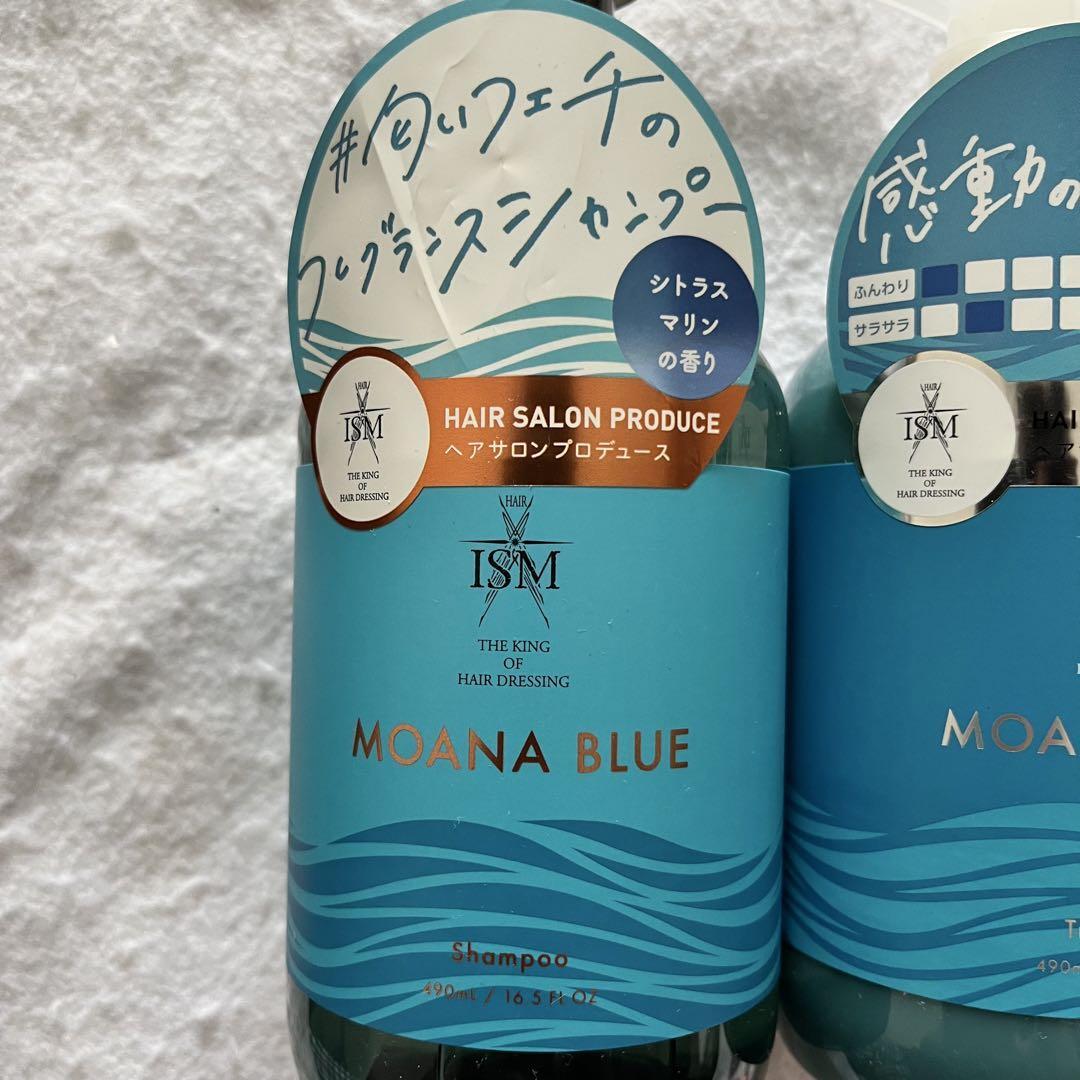 #匂いフェチの
フレグランスシャンプー
シトラス
マリン
の香り
HAIR
ISM
THE KING
OF
HAIR DRESSING
HAIR SALON PRODUCE
ヘアサロンプロデュース
HAIR
ISM
THE KING
OF
HAIR DRESSING
MOANA BLUE
Shampoo
490mL / 16.5 FL OZ
感動の
ふんわり
サラサラ
HAIR
ISM
THE KING
OF
HAIR DRESSING
HAI
ヘア
MOA
490m